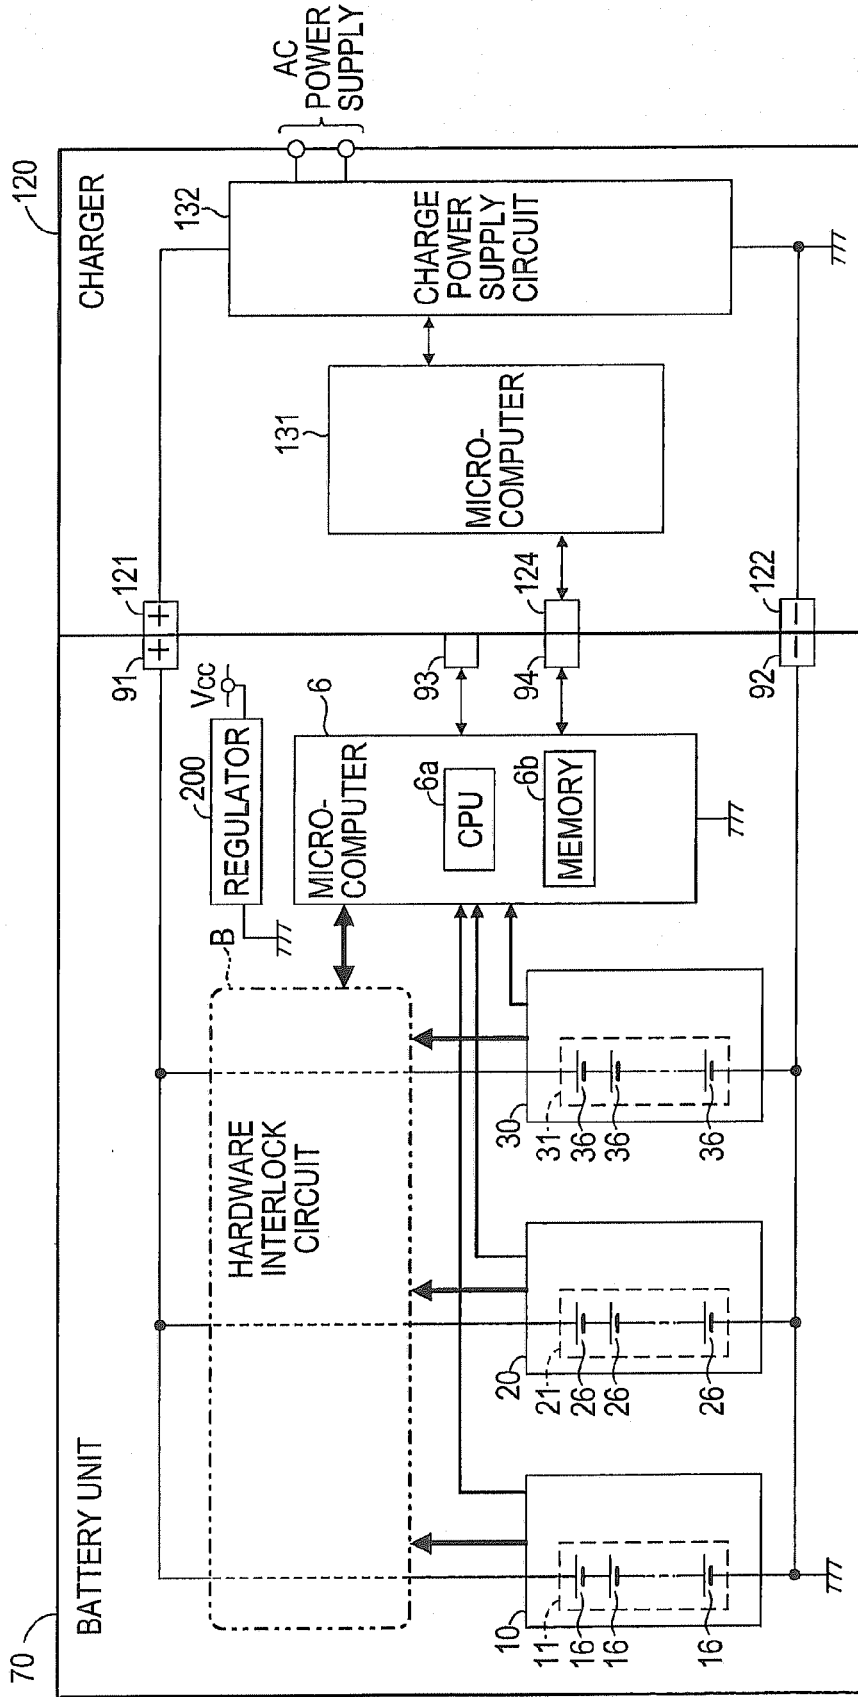 70
BATTERY UNIT
120
CHARGER
AC
POWER
SUPPLY
91
+
+
121
132
CHARGE
POWER
SUPPLY
CIRCUIT
131
MICRO-
COMPUTER
Vcc
200
REGULATOR
B
HARDWARE
INTERLOCK
CIRCUIT
6
MICRO-
COMPUTER
6a
CPU
6b
MEMORY
93
94
124
92
−
−
122
10
11
16
16
16
20
21
26
26
26
30
31
36
36
36